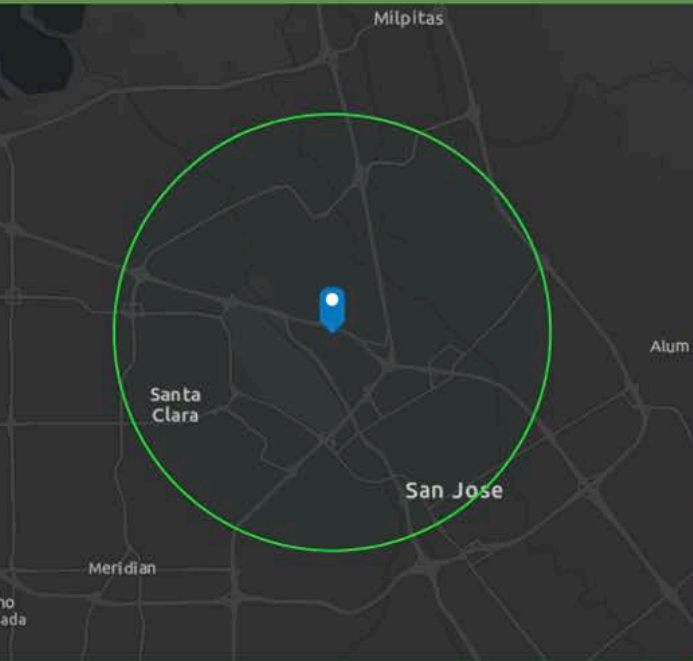 Milpitas
Alum
Santa
Clara
San Jose
Meridian
no
ada